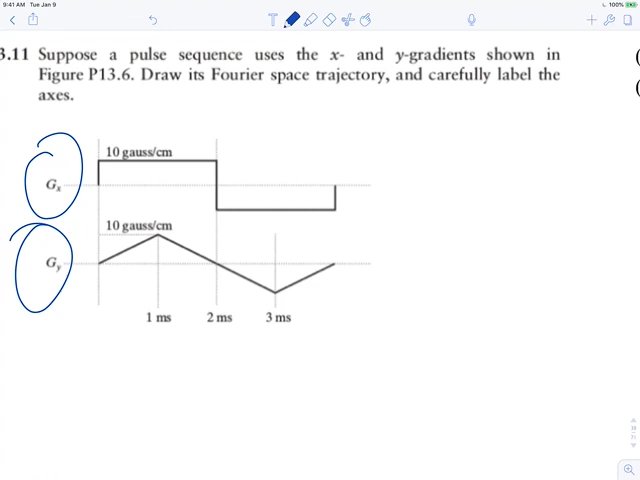 9:41 AM Tue Jan 9
100%
T
3.11 Suppose a pulse sequence uses the x- and y-gradients shown in
Figure P13.6. Draw its Fourier space trajectory, and carefully label the
axes.
(
(
10 gauss/cm
Gx
10 gauss/cm
Gy
1 ms 2 ms 3 ms